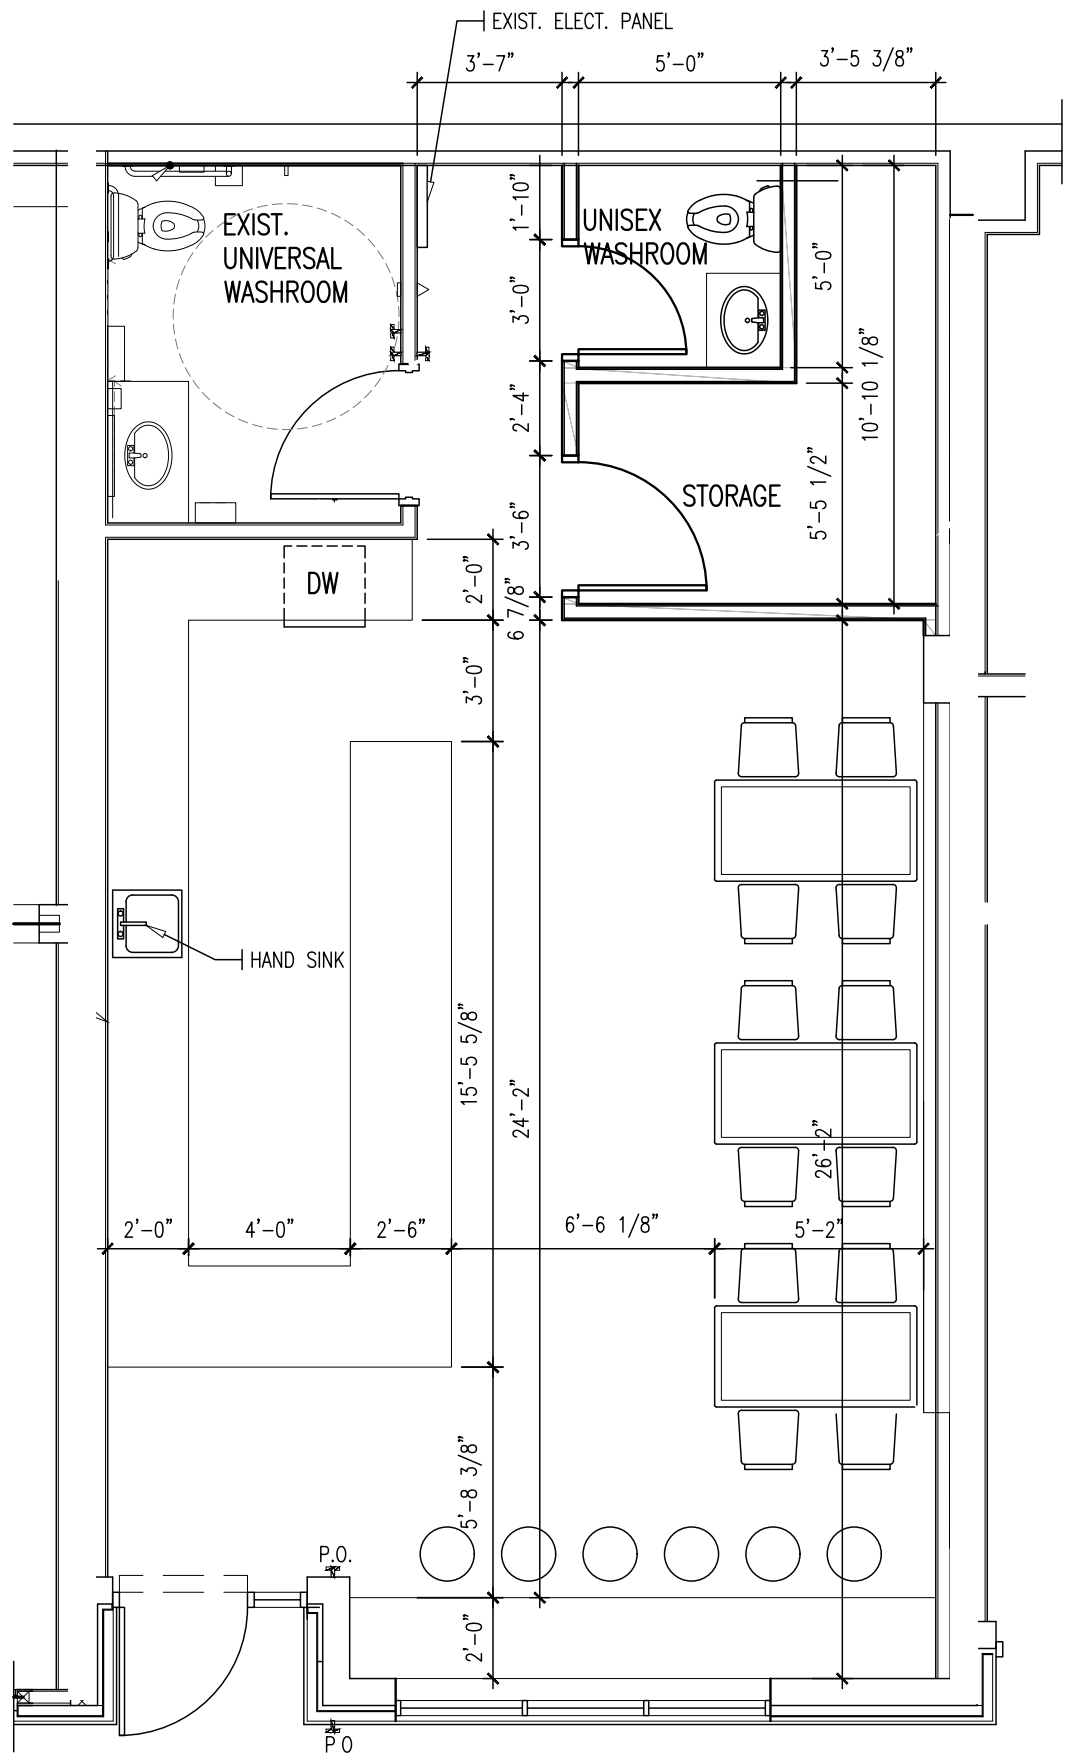 EXIST. ELECT. PANEL
3'-7"
5'-0"
3'-5 3/8"
EXIST.
UNIVERSAL
WASHROOM
1'-10"
UNISEX
WASHROOM
5'-0"
3'-0"
10'-10 1/8"
2'-4"
STORAGE
5'-5 1/2"
3'-6"
DW
2'-0"
6 7/8"
3'-0"
HAND SINK
15'-5 5/8"
24'-2"
26'-2"
2'-0"
4'-0"
2'-6"
6'-6 1/8"
5'-2"
5'-8 3/8"
P.O.
2'-0"
P O